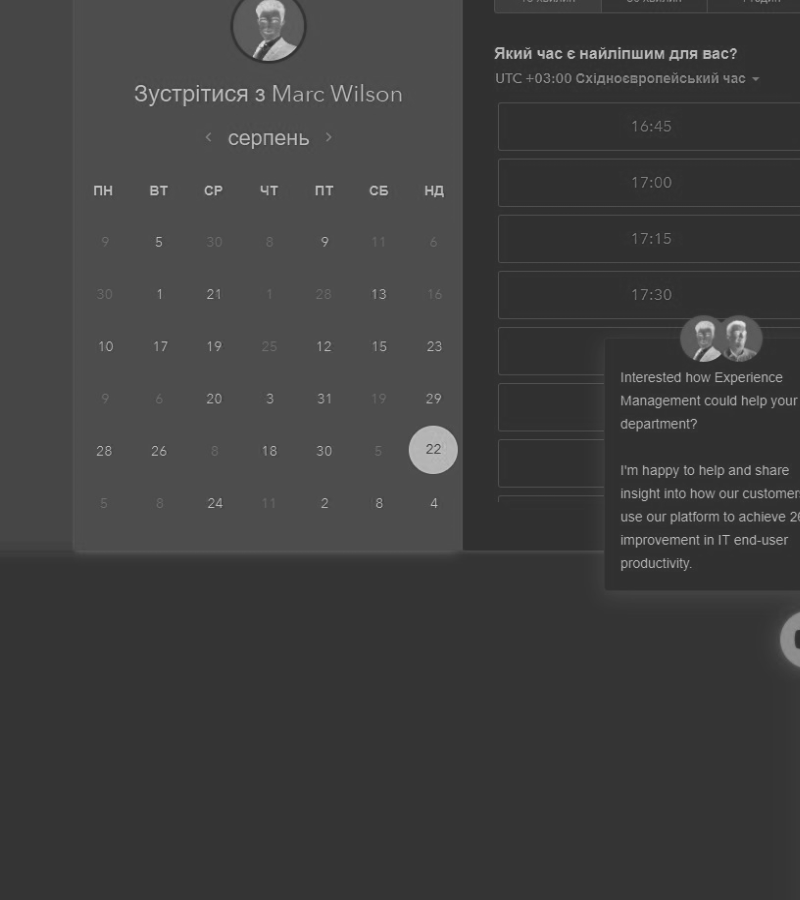 Зустрітися з Marc Wilson
серпень
ПН ВТ СР ЧТ ПТ СБ НД
9 5 30 8 9 11 6
30 1 21 1 28 13 16
10 17 19 25 12 15 23
9 6 20 3 31 19 29
28 26 8 18 30 5 22
5 8 24 11 2 8 4
Який час є найліпшим для вас?
UTC +03:00 Східноєвропейський час
16:45
17:00
17:15
17:30
Interested how Experience
Management could help your
department?
I'm happy to help and share
insight into how our customers
use our platform to achieve
improvement in IT end-user
productivity.